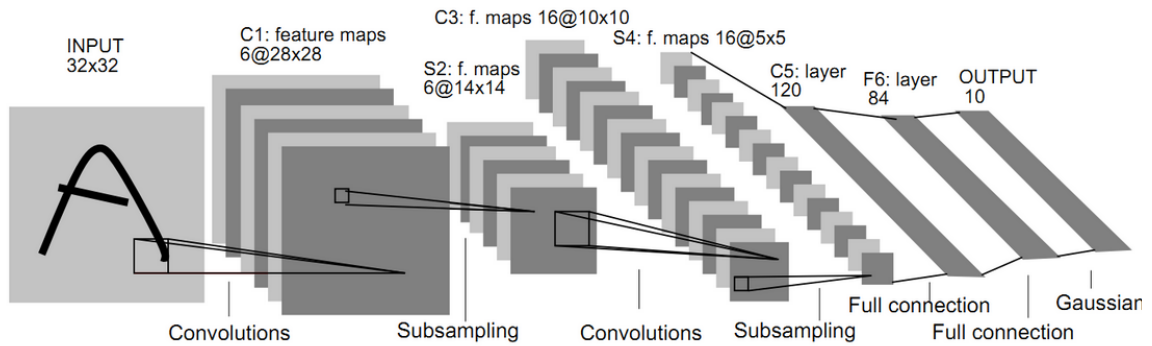 INPUT
32x32
C1: feature maps
6@28x28
S2: f. maps
6@14x14
C3: f. maps 16@10x10
S4: f. maps 16@5x5
C5: layer
120
F6: layer
84
OUTPUT
10
Convolutions
Subsampling
Convolutions
Subsampling
Full connection
Full connection
Gaussian